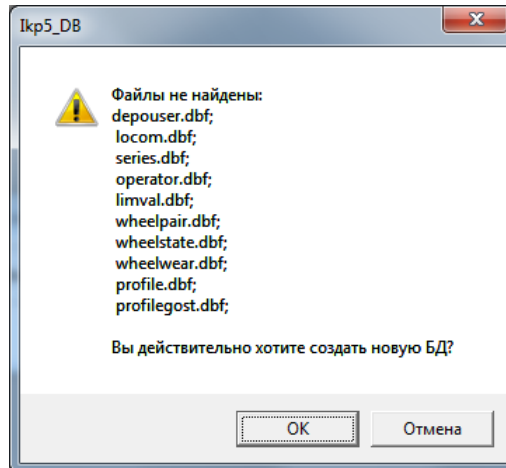 Ikp5_DB
Файлы не найдены:
depouser.dbf;
locom.dbf;
series.dbf;
operator.dbf;
limval.dbf;
wheelpair.dbf;
wheelstate.dbf;
wheelwear.dbf;
profile.dbf;
profilegost.dbf;
Вы действительно хотите создать новую БД?
ОК
Отмена